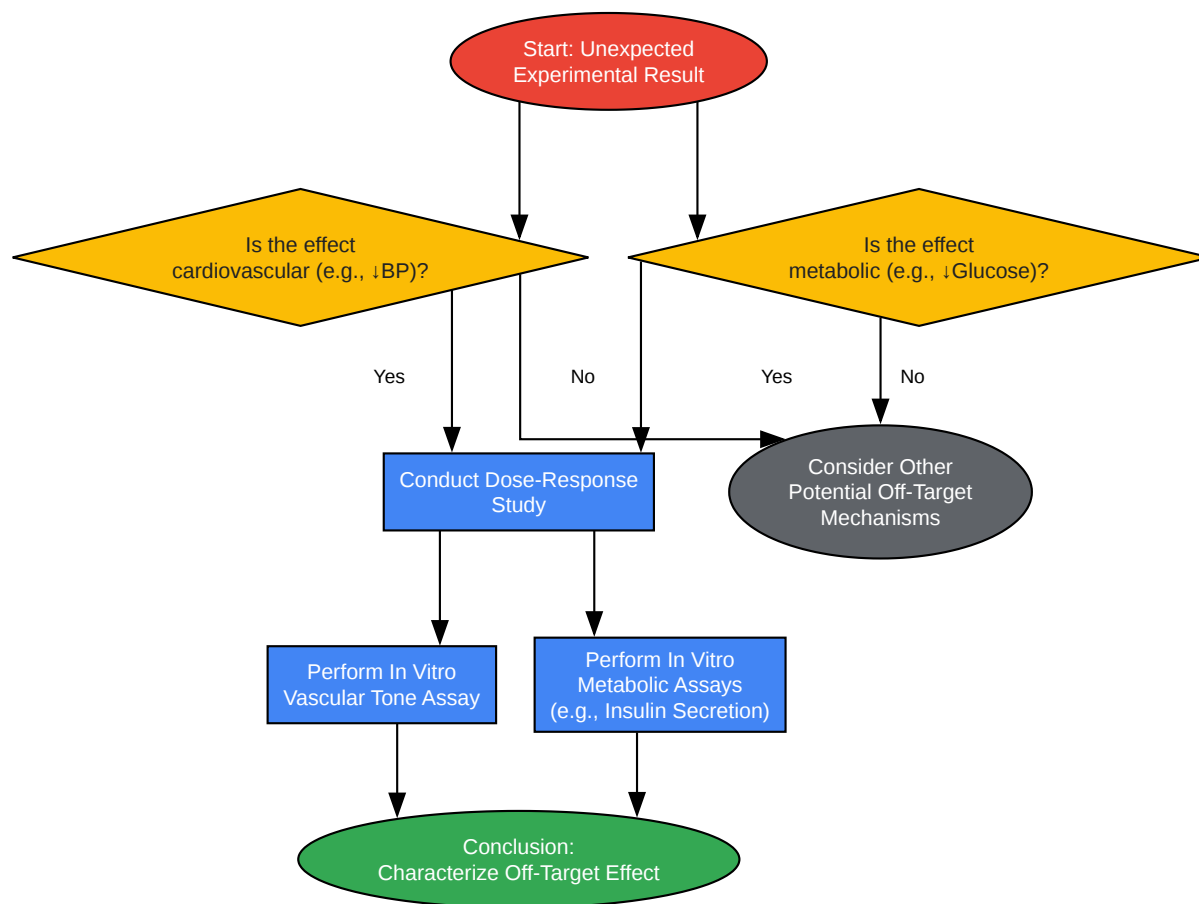 Start: Unexpected
Experimental Result
Is the effect
cardiovascular (e.g., ↓BP)?
Is the effect
metabolic (e.g., ↓Glucose)?
Yes
No
Yes
No
Conduct Dose-Response
Study
Consider Other
Potential Off-Target
Mechanisms
Perform In Vitro
Vascular Tone Assay
Perform In Vitro
Metabolic Assays
(e.g., Insulin Secretion)
Conclusion:
Characterize Off-Target Effect